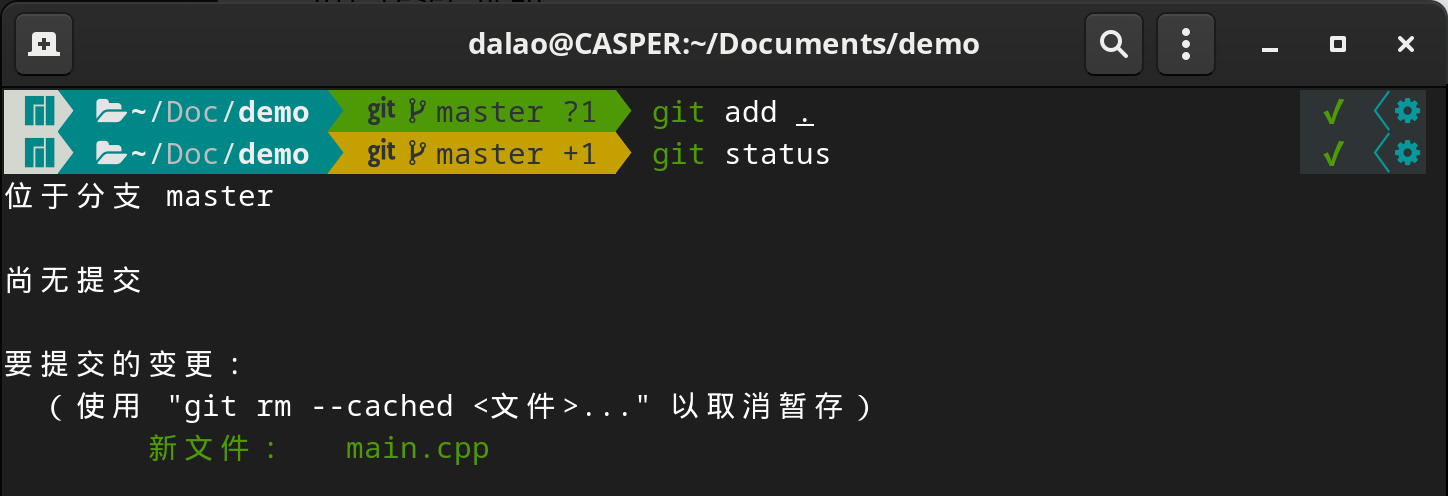 dalao@CASPER:~/Documents/demo
~/Doc/demo git master ?1 git add .
~/Doc/demo git master +1 git status
位于分支 master
尚无提交
要提交的变更：
（使用 "git rm --cached <文件>..." 以取消暂存）
新文件： main.cpp